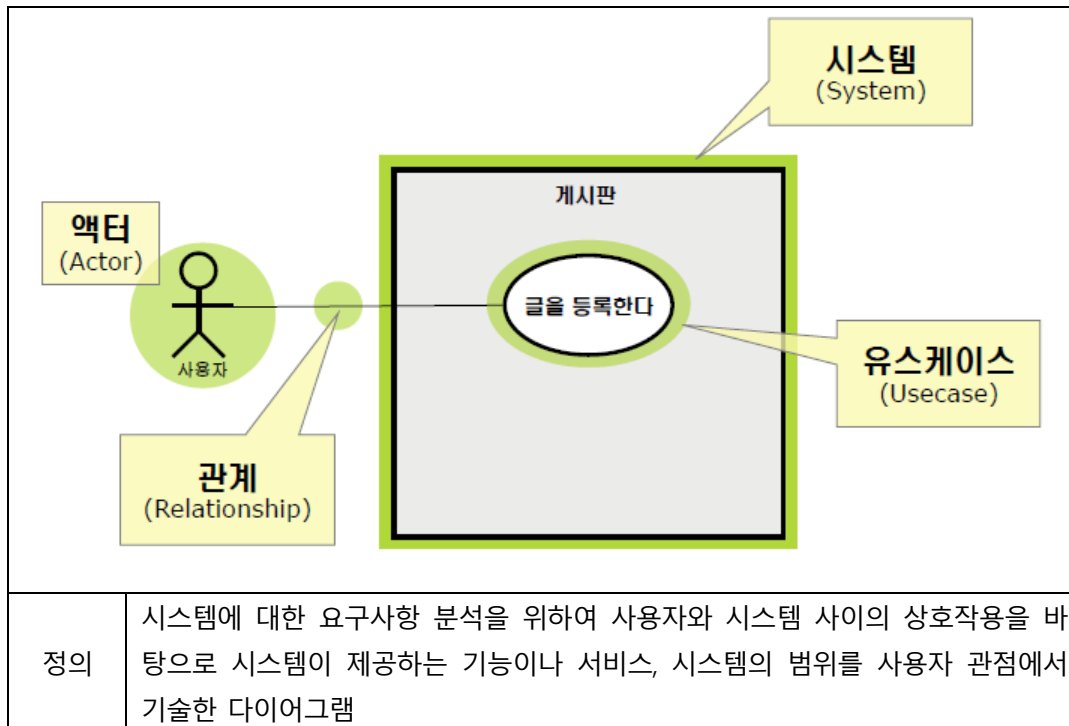 시스템
(System)
게시판
액터
(Actor)
글을 등록한다
사용자
유스케이스
(Usecase)
관계
(Relationship)
정의
시스템에 대한 요구사항 분석을 위하여 사용자와 시스템 사이의 상호작용을 바
탕으로 시스템이 제공하는 기능이나 서비스, 시스템의 범위를 사용자 관점에서
기술한 다이어그램